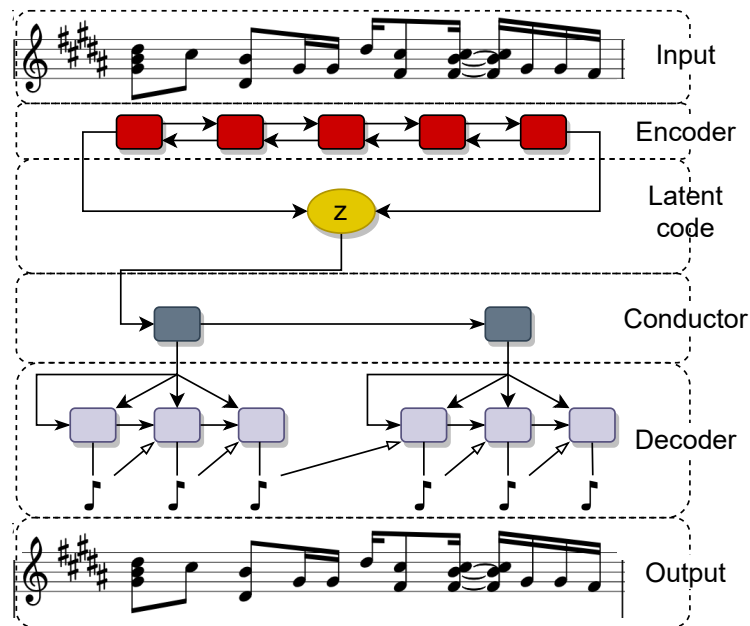 Input
Encoder
Latent
code
z
Conductor
Decoder
Output